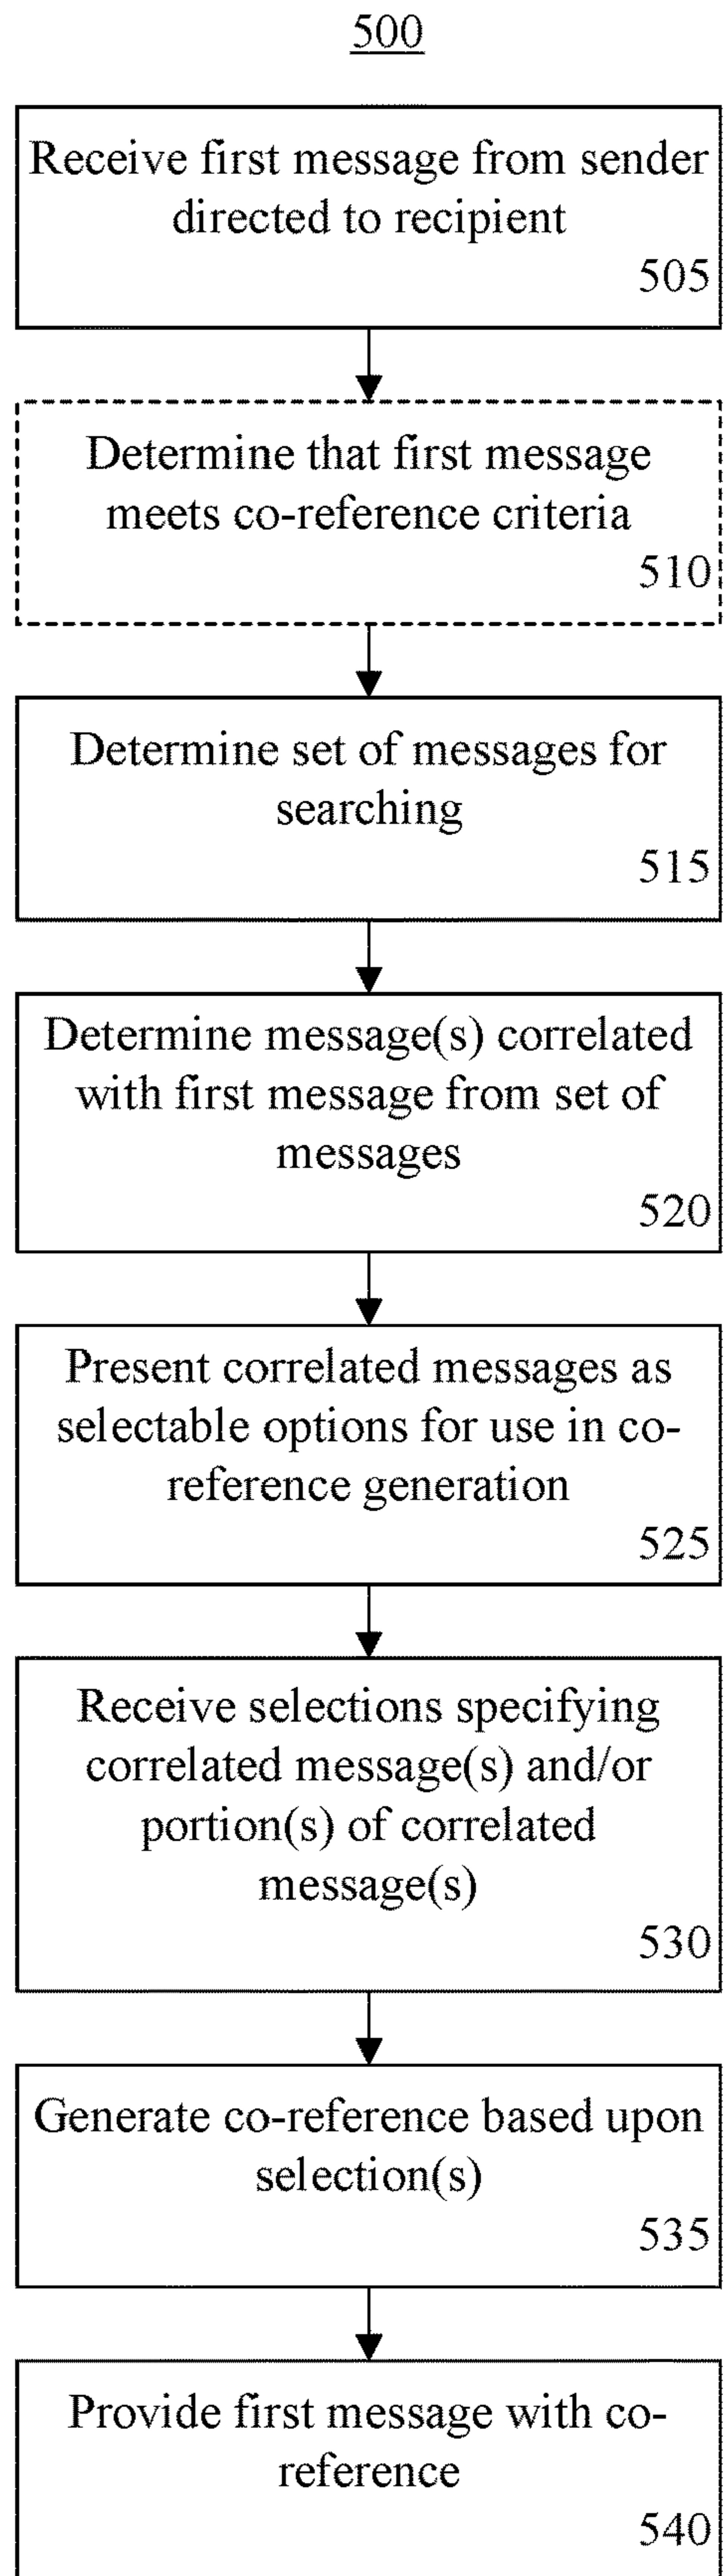 500
Receive first message from sender
directed to recipient
505
Determine that first message
meets co-reference criteria
510
Determine set of messages for
searching
515
Determine message(s) correlated
with first message from set of
messages
520
Present correlated messages as
selectable options for use in co-
reference generation
525
Receive selections specifying
correlated message(s) and/or
portion(s) of correlated
message(s)
530
Generate co-reference based upon
selection(s)
535
Provide first message with co-
reference
540